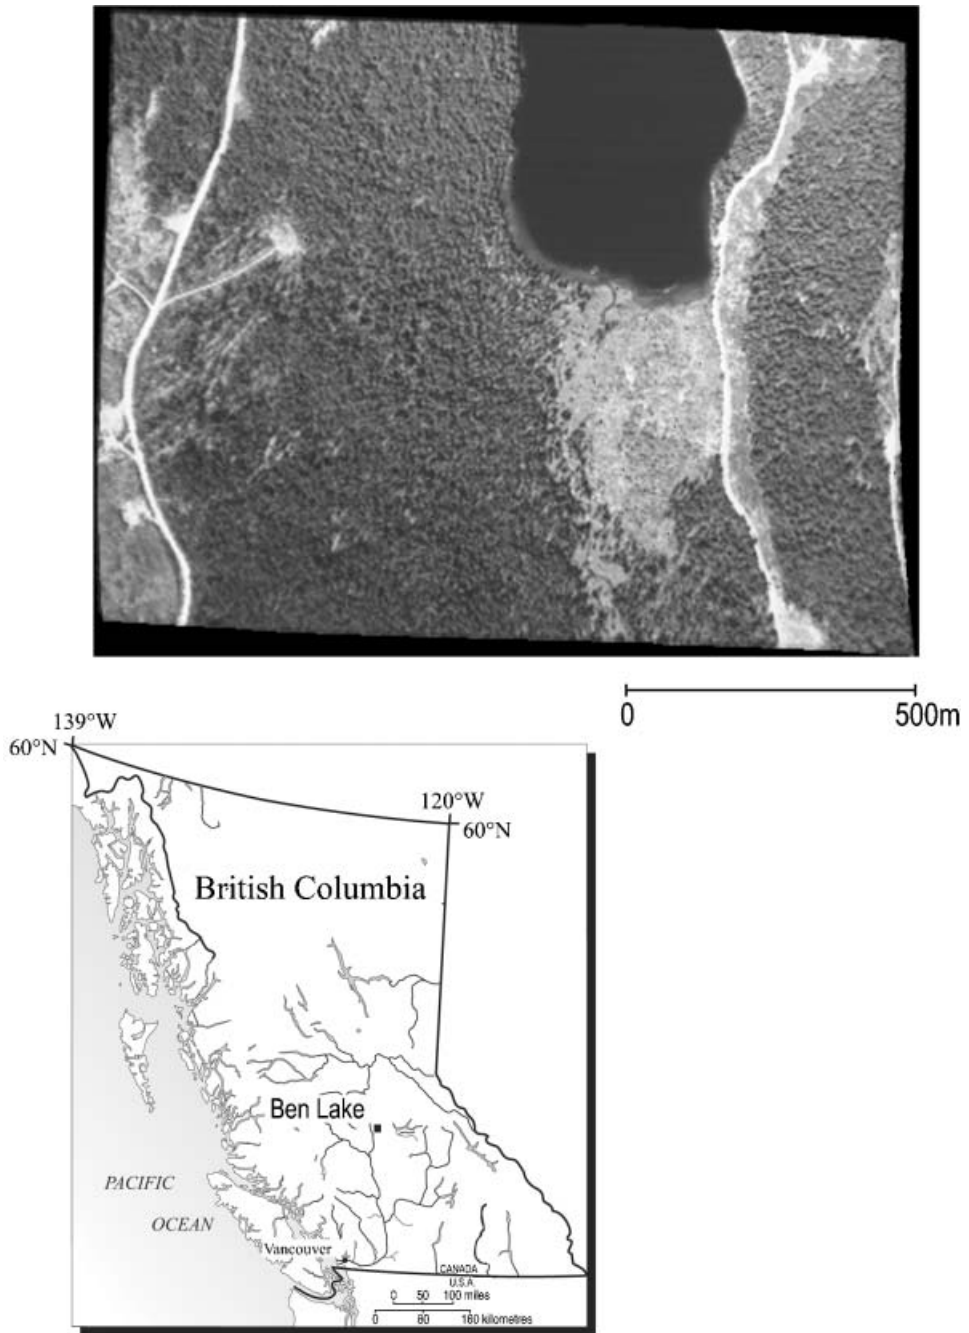 0 500m
139°W
60°N
120°W
60°N
British Columbia
Ben Lake
PACIFIC
OCEAN
Vancouver
CANADA
U.S.A.
0 50 100 miles
0 80 160 kilometres